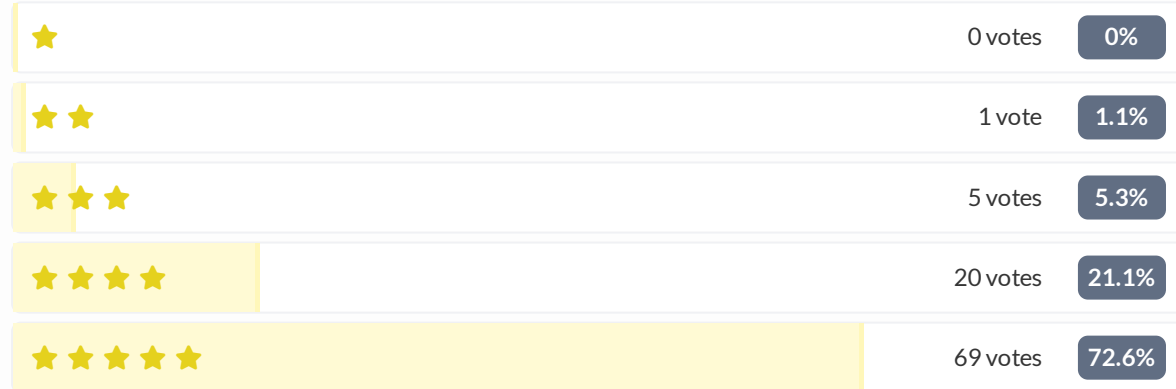 0 votes 0%
1 vote 1.1%
5 votes 5.3%
20 votes 21.1%
69 votes 72.6%